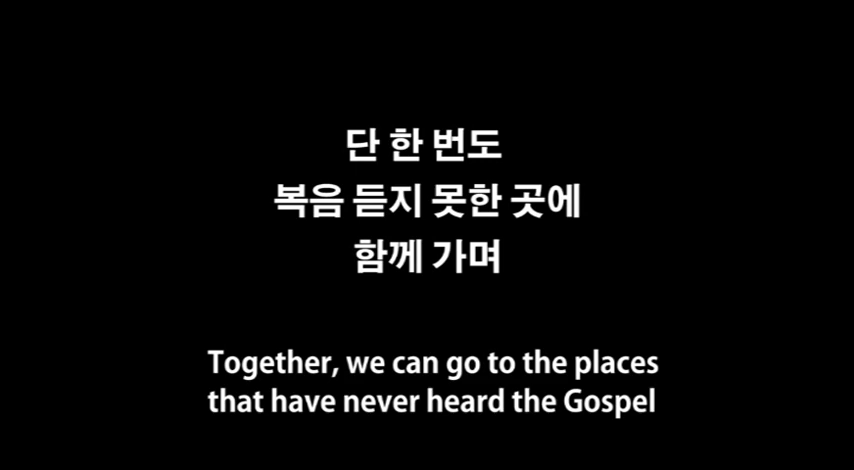 단 한 번도
복음 듣지 못한 곳에
함께 가며
Together, we can go to the places
that have never heard the Gospel